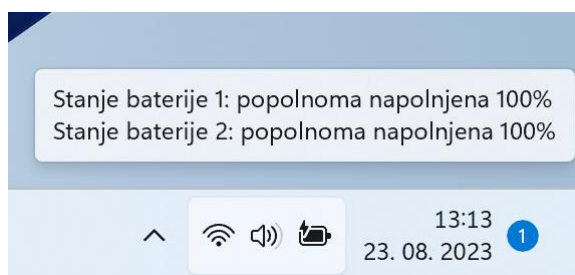 Stanje baterije 1: popolnoma napolnjena 100%
Stanje baterije 2: popolnoma napolnjena 100%
13:13
23. 08. 2023
1